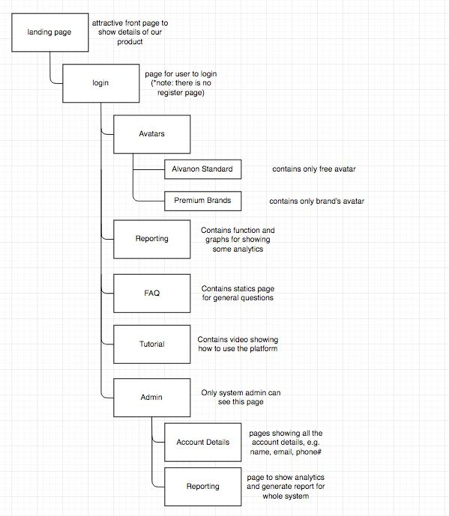 landing page
attractive front page to
show details of our
product
login
page for user to login
(*note: there is no
register page)
Avatars
Alvanon Standard
contains only free avatar
Premium Brands
contains only brand's avatar
Reporting
Contains function and
graphs for showing
some analytics
FAQ
Contains statics page
for general questions
Tutorial
Contains video showing
how to use the platform
Admin
Only system admin can
see this page
Account Details
pages showing all the
account details, e.g.
name, email, phone#
Reporting
page to show analytics
and generate report for
whole system